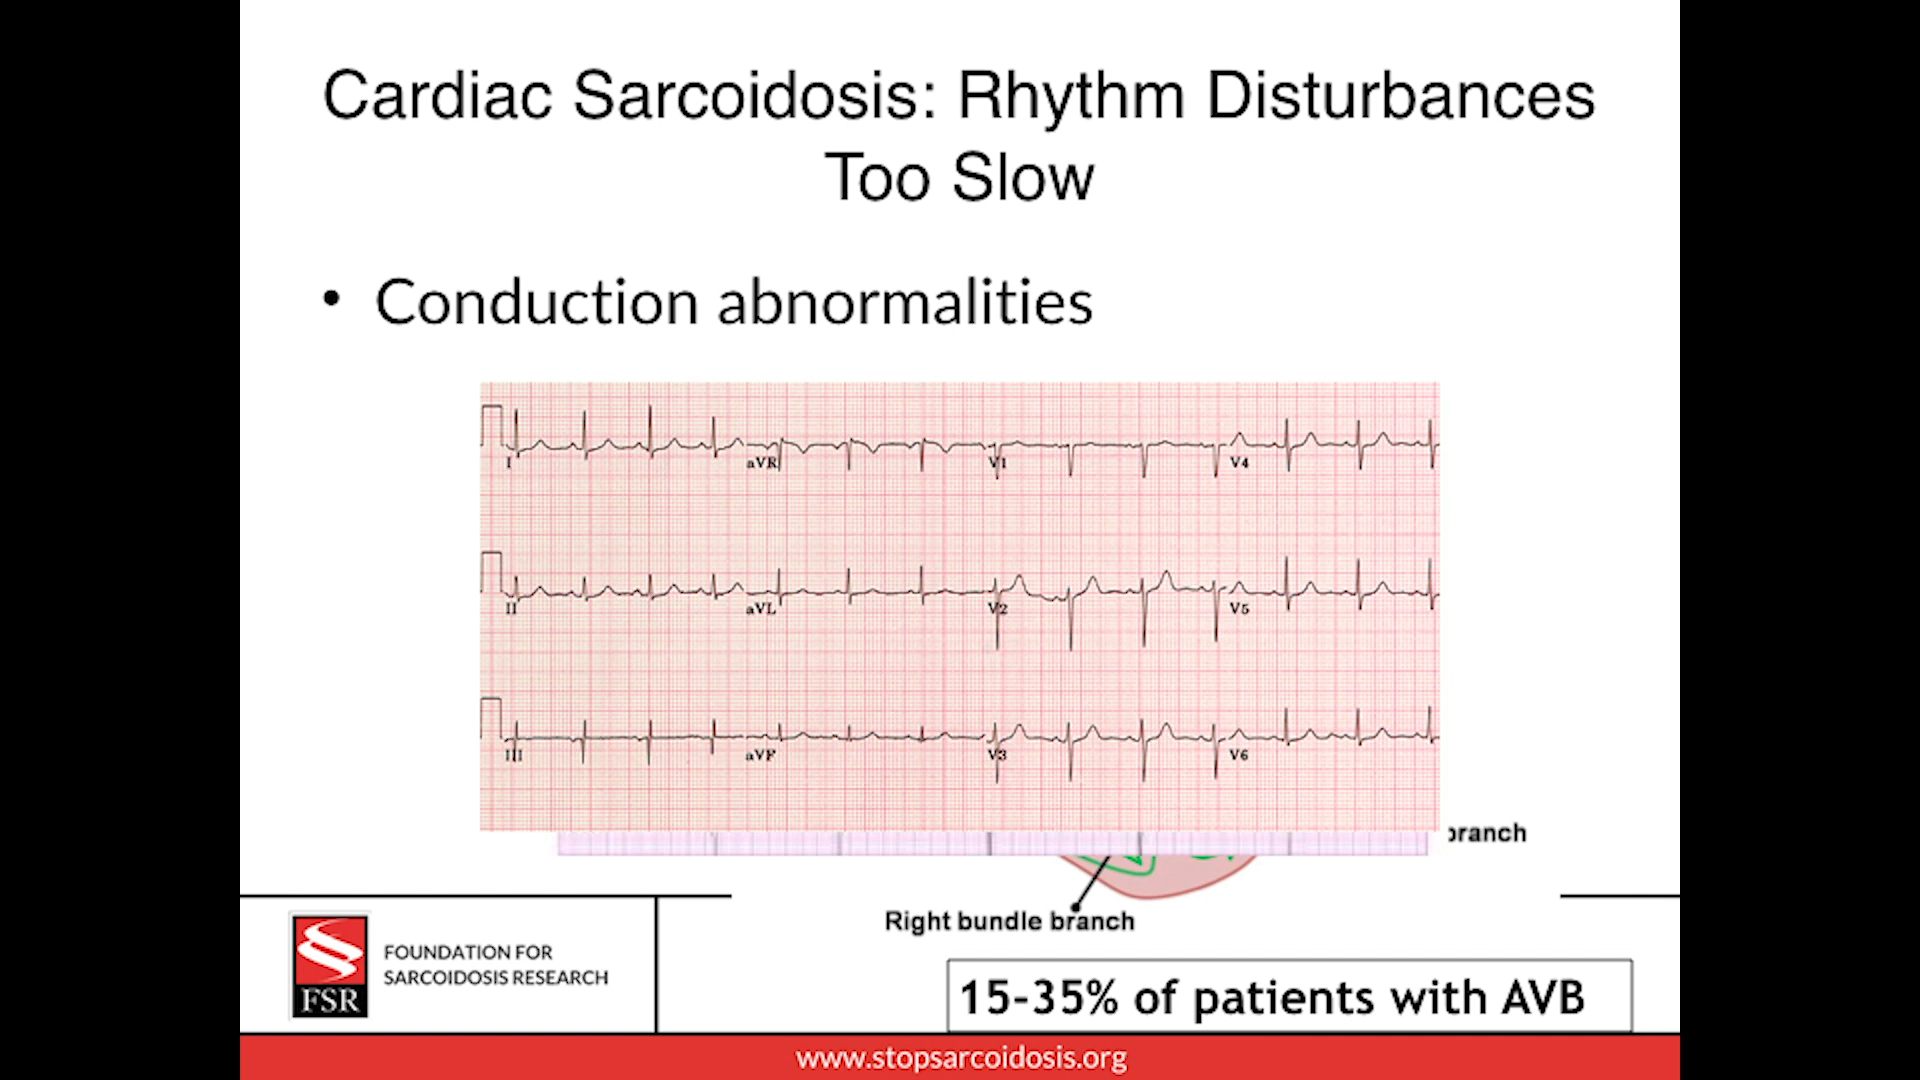 Cardiac Sarcoidosis: Rhythm Disturbances
Too Slow
• Conduction abnormalities
I aVR V1 V4
II aVL V2 V5
III aVF V3 V6
branch
Right bundle branch
FOUNDATION FOR
SARCOIDOSIS RESEARCH
FSR
15-35% of patients with AVB
www.stopsarcoidosis.org